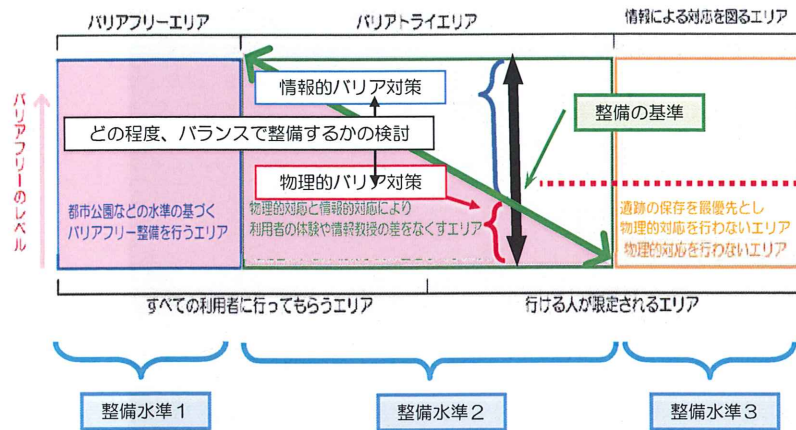 バリアフリーエリア
バリアトライエリア
情報による対応を図るエリア
バリアフリーのレベル
情報的バリア対策
どの程度、バランスで整備するかの検討
物理的バリア対策
整備の基準
都市公園などの水準の基づく
バリアフリー整備を行うエリア
物理的対応と情報的対応により
利用者の体験や情報教授の差をなくすエリア
遺跡の保存を最優先とし
物理的対応を行わないエリア
物理的対応を行わないエリア
すべての利用者に行ってもらうエリア
行ける人が限定されるエリア
整備水準1
整備水準2
整備水準3